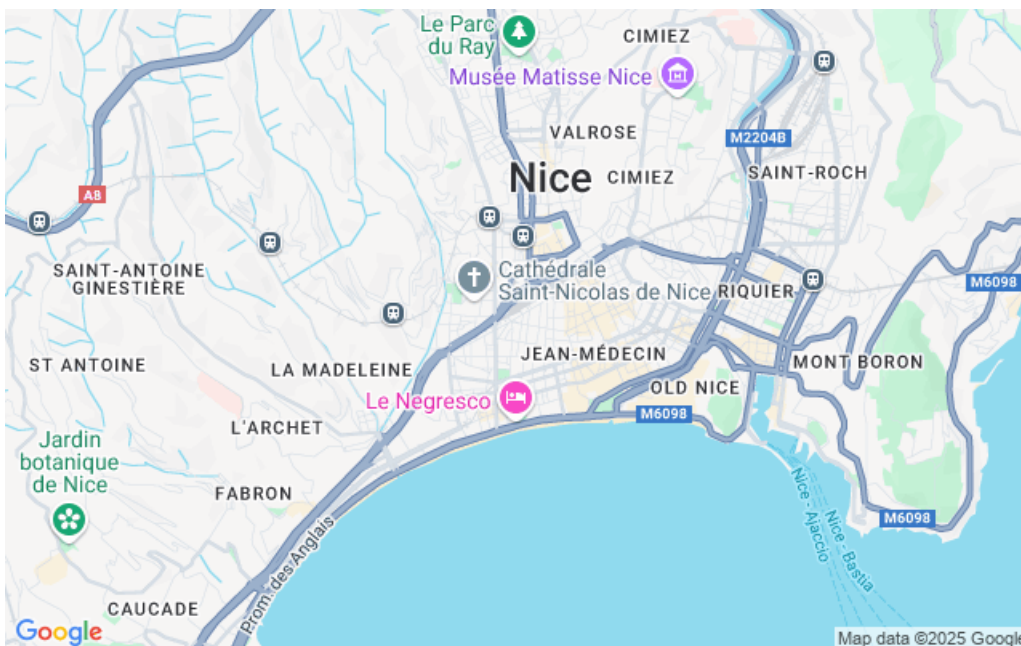 Le Parc
du Ray
CIMIEZ
Musée Matisse Nice
VALROSE
M2204B
Nice
CIMIEZ
SAINT-ROCH
A8
SAINT-ANTOINE
GINESTIÈRE
Cathédrale
Saint-Nicolas de Nice
RIQUIER
M6098
ST ANTOINE
LA MADELEINE
JEAN-MÉDECIN
MONT BORON
OLD NICE
Le Negresco
M6098
L'ARCHET
Jardin
botanique
de Nice
FABRON
Nice - Ajaccio
Nice - Bastia
M6098
Prom. des Anglais
CAUCADE
Google
Map data ©2025 Google